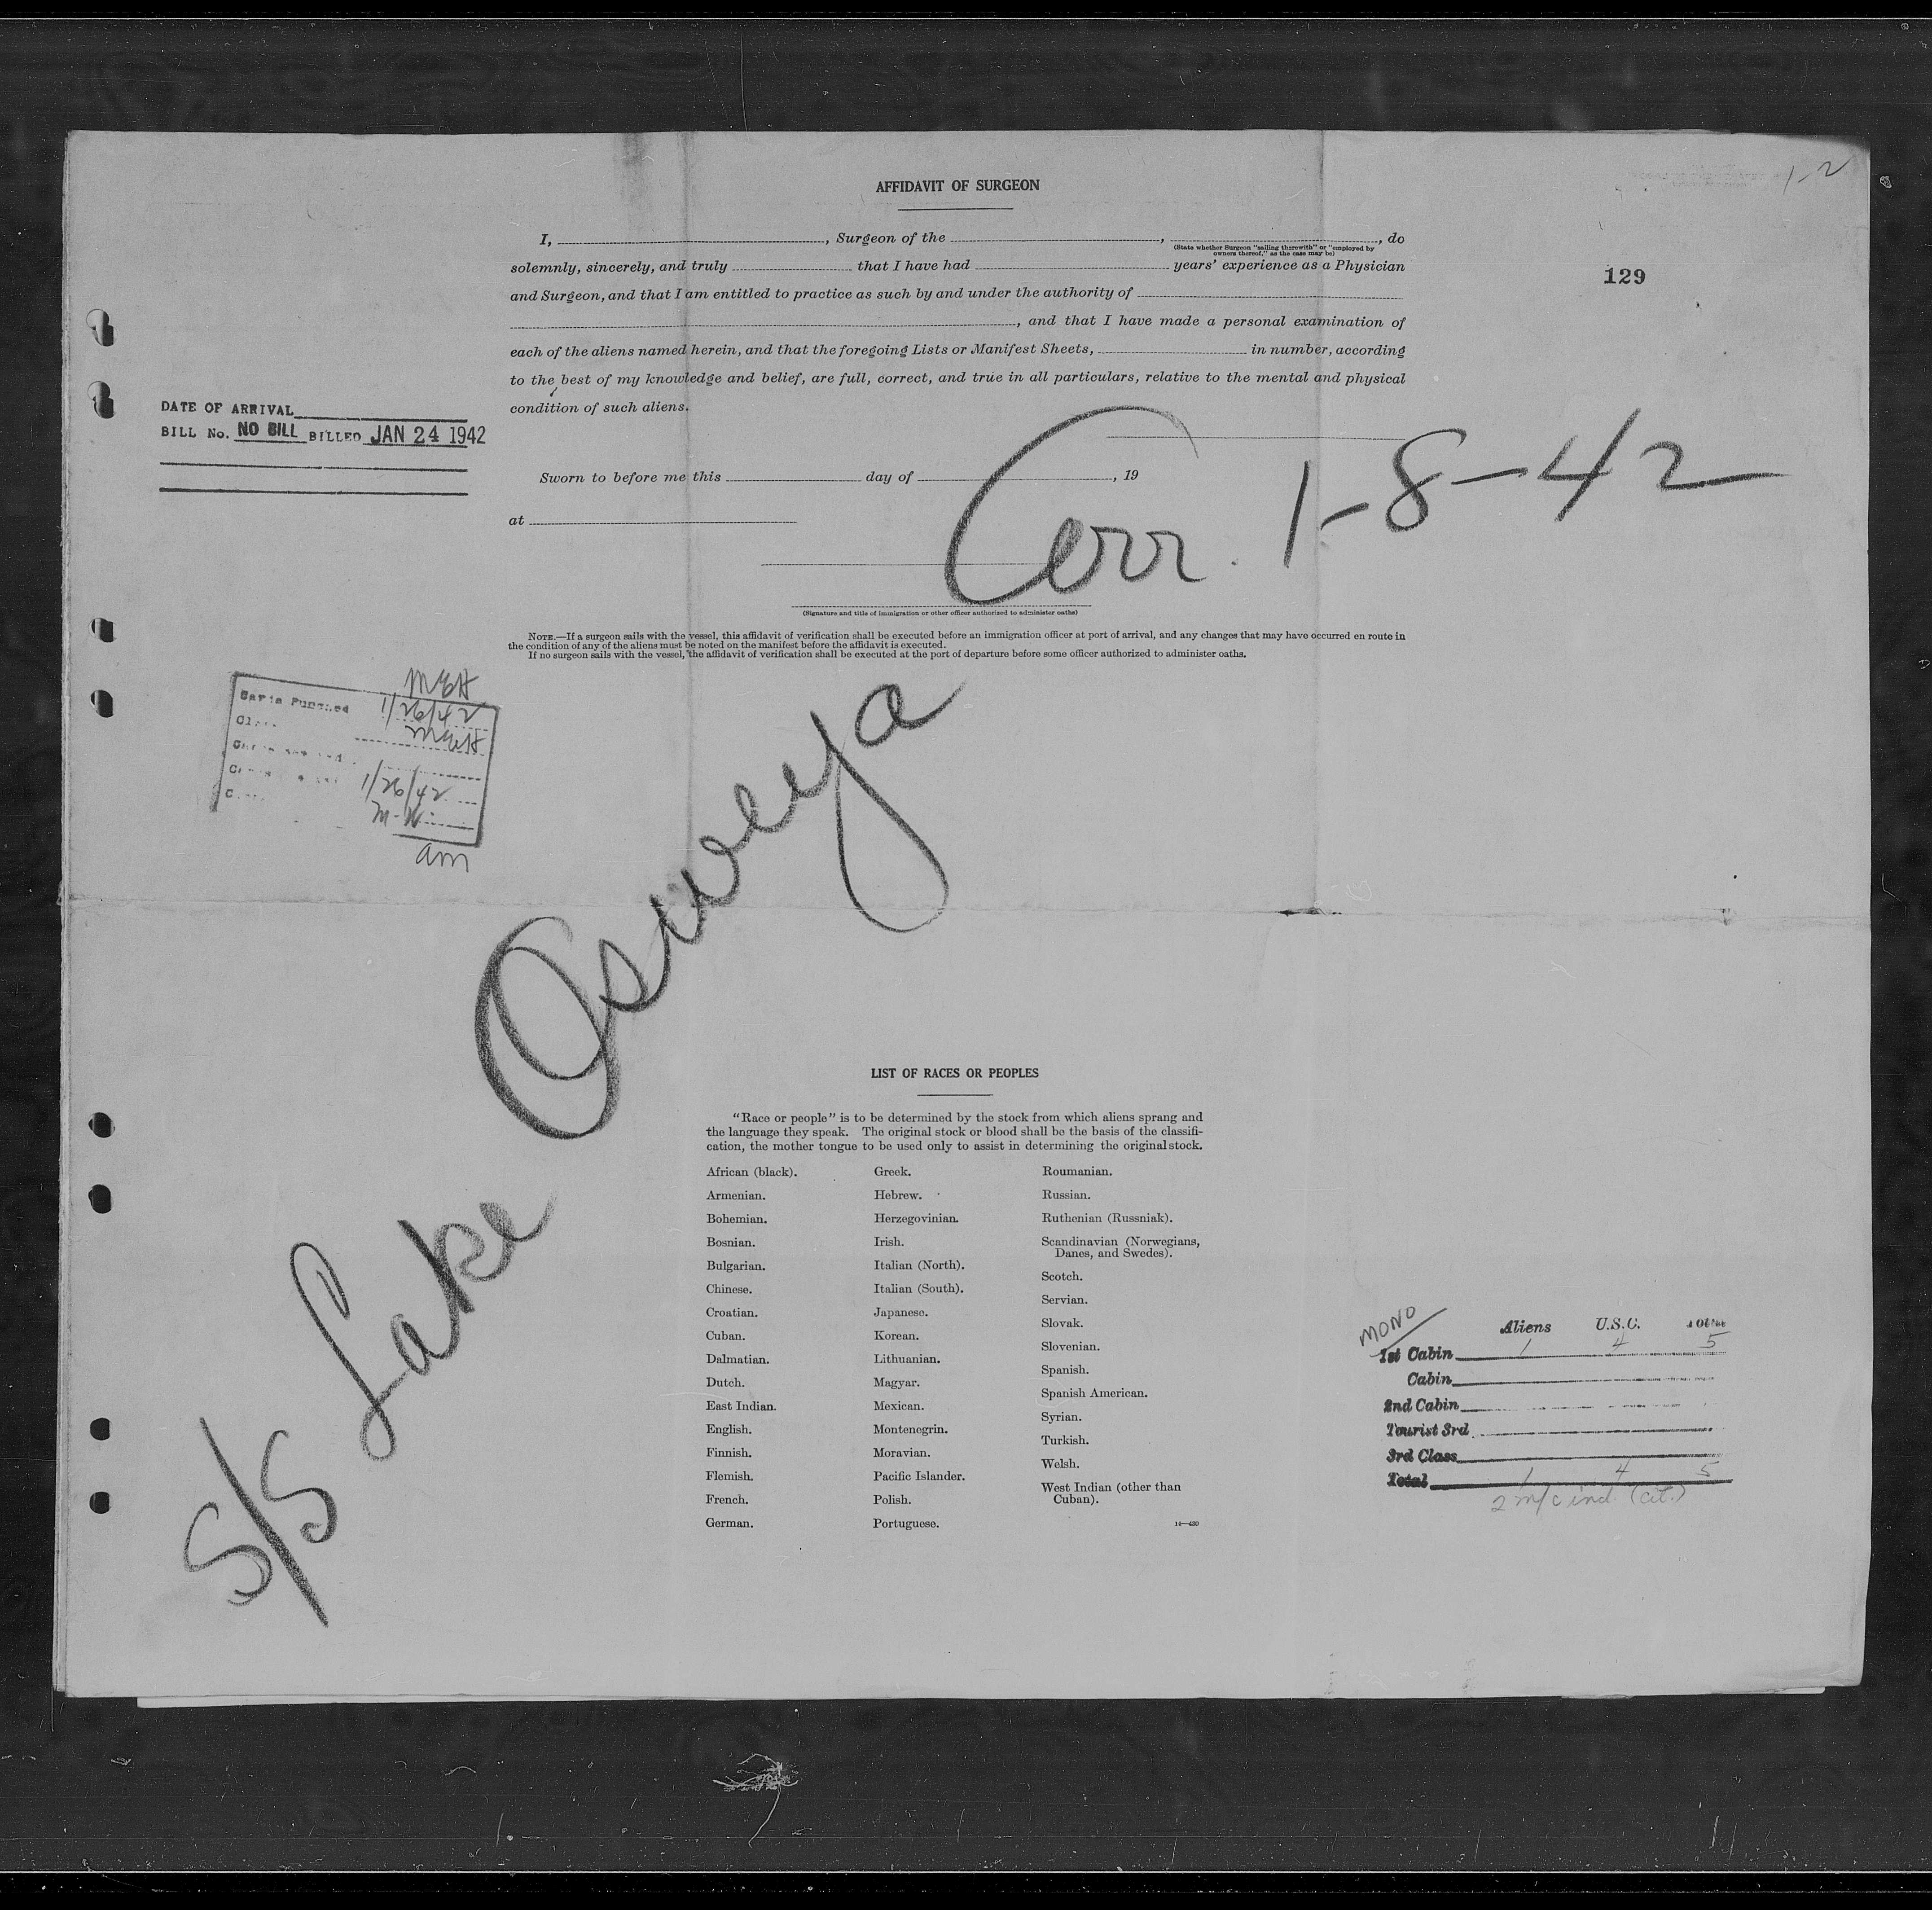 AFFIDAVIT OF SURGEON
1-2
I, , Surgeon of the , , do
(State whether Surgeon "sailing therewith" or "employed by
owners thereof," as the case may be)
solemnly, sincerely, and truly that I have had years' experience as a Physician
129
and Surgeon, and that I am entitled to practice as such by and under the authority of
, and that I have made a personal examination of
each of the aliens named herein, and that the foregoing Lists or Manifest Sheets, in number, according
to the best of my knowledge and belief, are full, correct, and true in all particulars, relative to the mental and physical
condition of such aliens.
DATE OF ARRIVAL
BILL No. NO BILL BILLED JAN 24 1942
Sworn to before me this day of , 19
at
1-8-42
(Signature and title of immigration or other officer authorized to administer oaths)
NOTE.—If a surgeon sails with the vessel, this affidavit of verification shall be executed before an immigration officer at port of arrival, and any changes that may have occurred en route in
the condition of any of the aliens must be noted on the manifest before the affidavit is executed.
If no surgeon sails with the vessel, the affidavit of verification shall be executed at the port of departure before some officer authorized to administer oaths.
MEH
Punched 1/26/42
MEH
1/26/42
am
S/S Lake Osweya
LIST OF RACES OR PEOPLES
"Race or people" is to be determined by the stock from which aliens sprang and
the language they speak. The original stock or blood shall be the basis of the classifi-
cation, the mother tongue to be used only to assist in determining the original stock.
African (black).
Armenian.
Bohemian.
Bosnian.
Bulgarian.
Chinese.
Croatian.
Cuban.
Dalmatian.
Dutch.
East Indian.
English.
Finnish.
Flemish.
French.
German.
Greek.
Hebrew.
Herzegovinian.
Irish.
Italian (North).
Italian (South).
Japanese.
Korean.
Lithuanian.
Magyar.
Mexican.
Montenegrin.
Moravian.
Pacific Islander.
Polish.
Portuguese.
Roumanian.
Russian.
Ruthenian (Russniak).
Scandinavian (Norwegians,
Danes, and Swedes).
Scotch.
Servian.
Slovak.
Slovenian.
Spanish.
Spanish American.
Syrian.
Turkish.
Welsh.
West Indian (other than
Cuban).
14—430
MONO
Aliens U.S.C.
1st Cabin 1 4 5
Cabin
2nd Cabin
Tourist 3rd
3rd Class
Total 1 4 5
2 m/c ind (cit.)